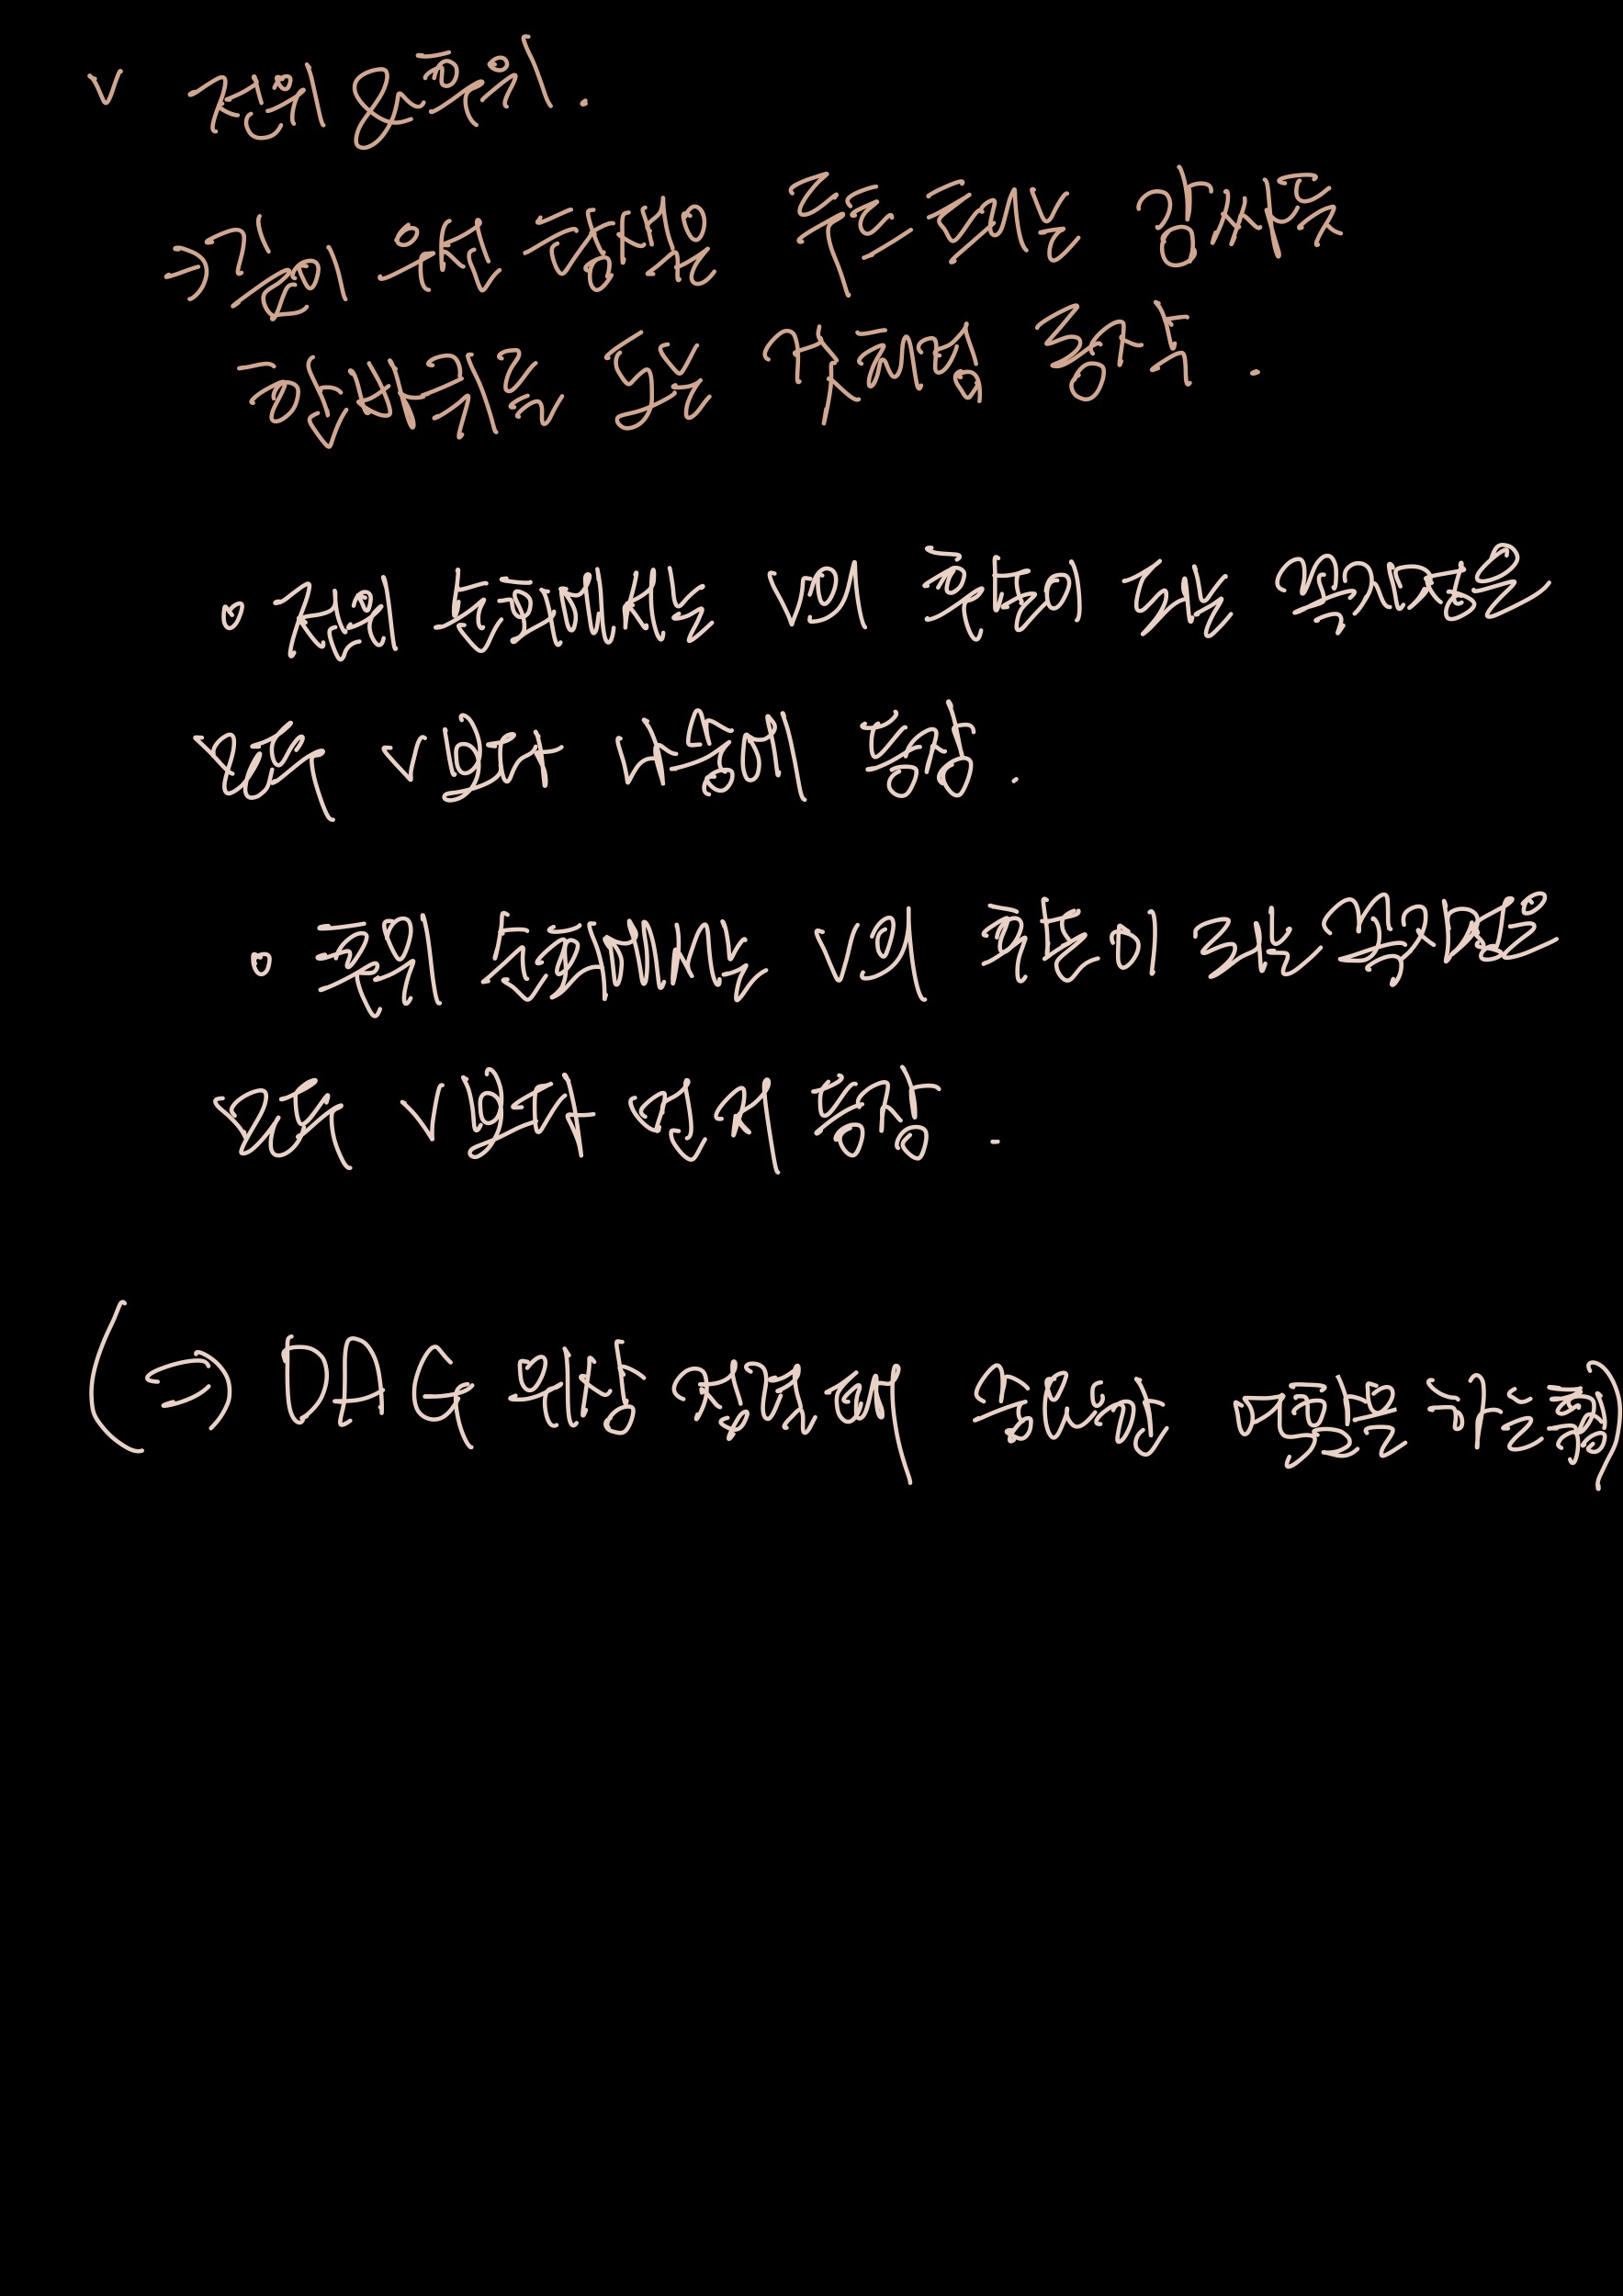 v 전위 & 후위.
⇒ 깊이 우선 탐색은 루트 트리는 감싸듯
한바퀴를 도는 것처럼 동작.
∘ 전위 순회에서는 v의 후손이 되는 꼭짓점은
모두 v보다 나중에 등장.
∘ 후위 순회에서는 v의 후손이 되는 꼭짓점은
모두 v보다 먼저 등장.
(⇒ DAG 위상 정렬에 중요한 역할을 하는